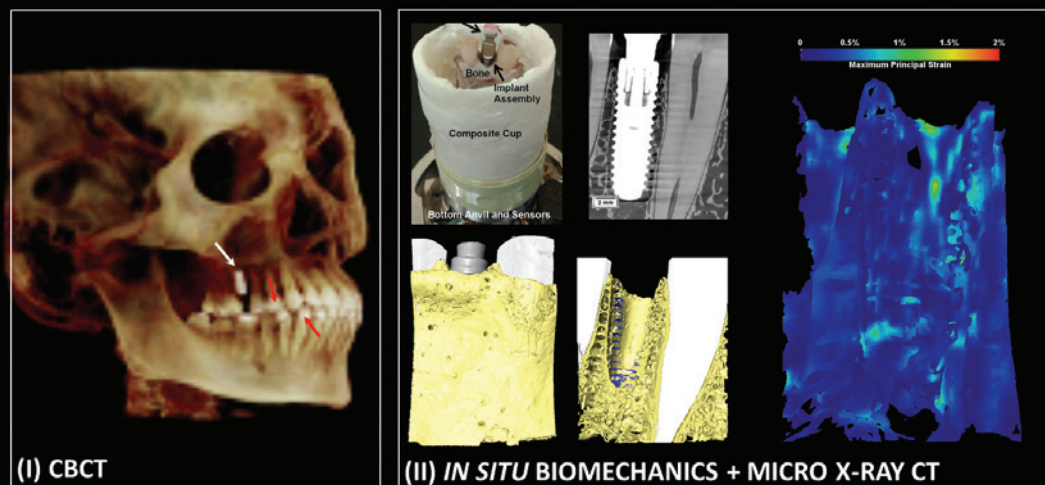 Bone
Implant
Assembly
Composite Cup
Bottom Anvil and Sensors
2 mm
0 0.5% 1% 1.5% 2%
Maximum Principal Strain
(I) CBCT
(II) IN SITU BIOMECHANICS + MICRO X-RAY CT